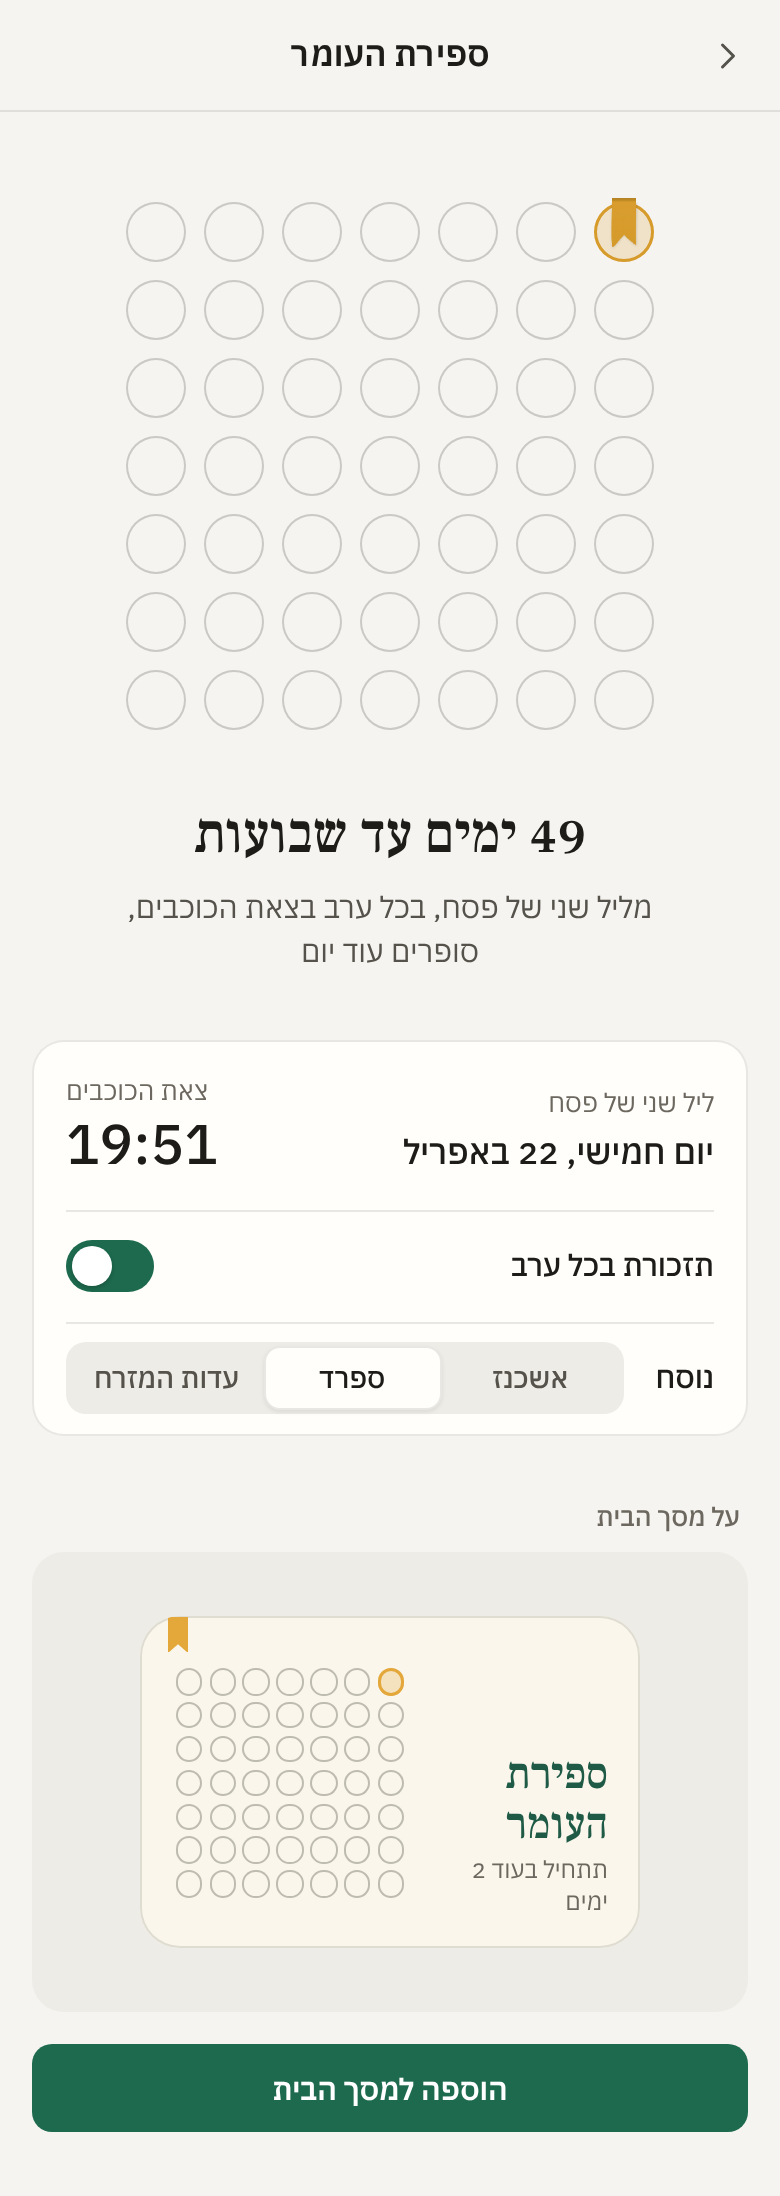 ספירת העומר
49 ימים עד שבועות
מליל שני של פסח, בכל ערב בצאת הכוכבים,
סופרים עוד יום
ליל שני של פסח
יום חמישי, 22 באפריל
צאת הכוכבים
19:51
תזכורת בכל ערב
נוסח
אשכנז
ספרד
עדות המזרח
על מסך הבית
ספירת
העומר
תתחיל בעוד 2
ימים
הוספה למסך הבית